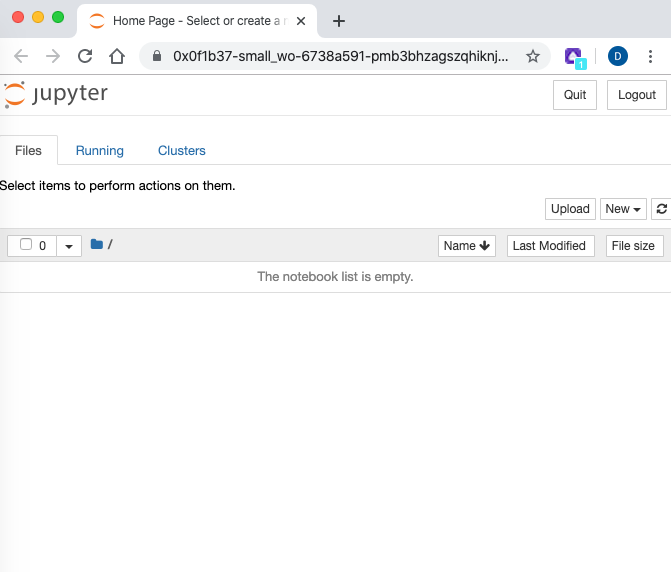 Home Page - Select or create a n
0x0f1b37-small_wo-6738a591-pmb3bhzagszqhiknj...
1
D
jupyter
Quit
Logout
Files
Running
Clusters
Select items to perform actions on them.
Upload
New
0
/
Name
Last Modified
File size
The notebook list is empty.